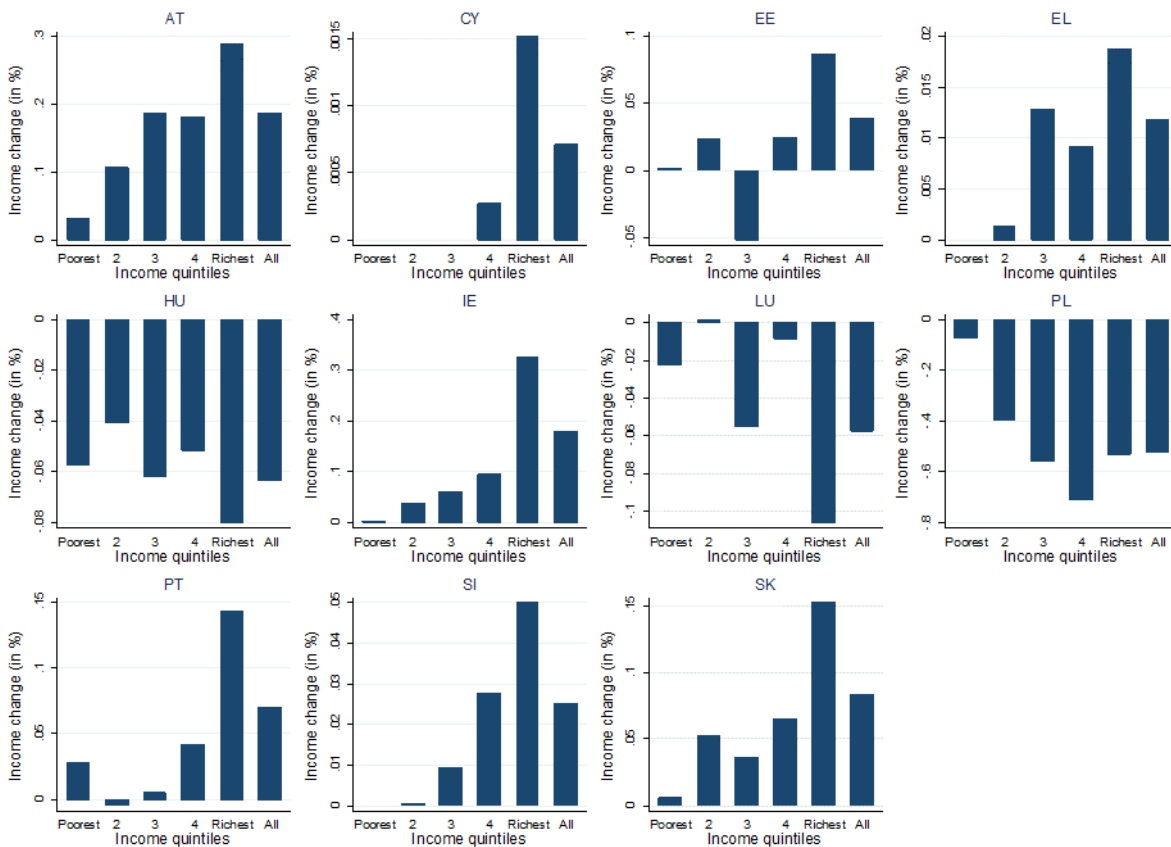 AT
CY
EE
EL
Income change (in %)
0 .1 .2 .3
Poorest 2 3 4 Richest All
Income quintiles
Income change (in %)
0 .0005 .001 .0015
Poorest 2 3 4 Richest All
Income quintiles
Income change (in %)
-.05 0 .05 .1
Poorest 2 3 4 Richest All
Income quintiles
Income change (in %)
0 .005 .01 .015 .02
Poorest 2 3 4 Richest All
Income quintiles
HU
IE
LU
PL
Income change (in %)
-.08 -.06 -.04 -.02 0
Poorest 2 3 4 Richest All
Income quintiles
Income change (in %)
0 .1 .2 .3 .4
Poorest 2 3 4 Richest All
Income quintiles
Income change (in %)
-.1 -.08 -.06 -.04 -.02 0
Poorest 2 3 4 Richest All
Income quintiles
Income change (in %)
-.8 -.6 -.4 -.2 0
Poorest 2 3 4 Richest All
Income quintiles
PT
SI
SK
Income change (in %)
0 .05 .1 .15
Poorest 2 3 4 Richest All
Income quintiles
Income change (in %)
0 .01 .02 .03 .04 .05
Poorest 2 3 4 Richest All
Income quintiles
Income change (in %)
0 .05 .1 .15
Poorest 2 3 4 Richest All
Income quintiles